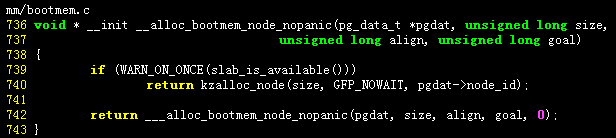 mm/bootmem.c
736 void * __init __alloc_bootmem_node_nopanic(pg_data_t *pgdat, unsigned long size,
737                                    unsigned long align, unsigned long goal)
738 {
739         if (WARN_ON_ONCE(slab_is_available()))
740                 return kzalloc_node(size, GFP_NOWAIT, pgdat->node_id);
741
742         return ___alloc_bootmem_node_nopanic(pgdat, size, align, goal, 0);
743 }